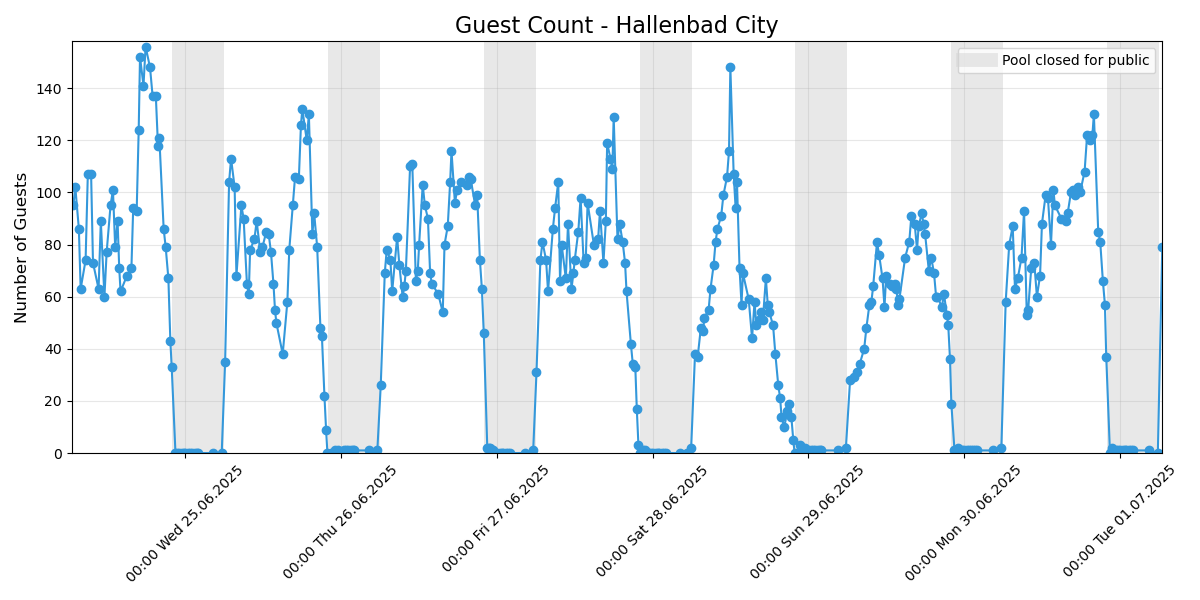 Guest Count - Hallenbad City
Pool closed for public
Number of Guests
140
120
100
80
60
40
20
0
00:00 Wed 25.06.2025
00:00 Thu 26.06.2025
00:00 Fri 27.06.2025
00:00 Sat 28.06.2025
00:00 Sun 29.06.2025
00:00 Mon 30.06.2025
00:00 Tue 01.07.2025